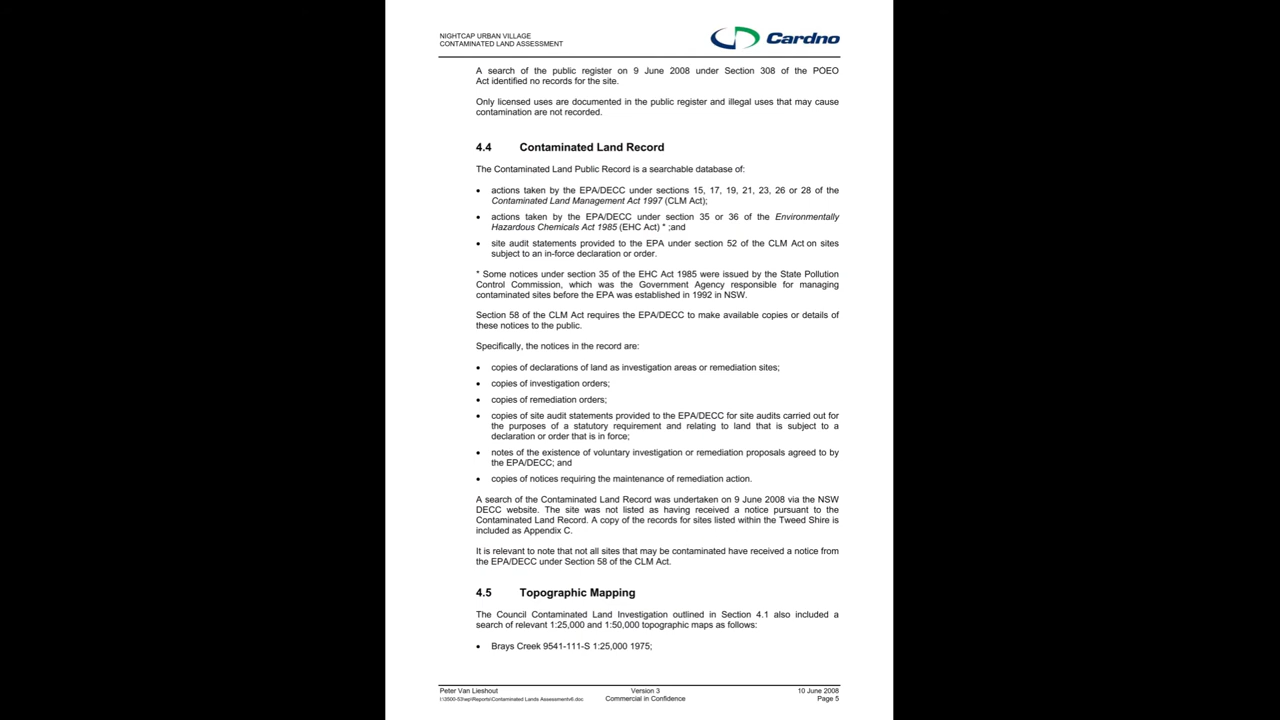 NIGHTCAP URBAN VILLAGE
CONTAMINATED LAND ASSESSMENT
Cardno
A search of the public register on 9 June 2008 under Section 308 of the POEO
Act identified no records for the site.
Only licensed uses are documented in the public register and illegal uses that may cause
contamination are not recorded.
4.4 Contaminated Land Record
The Contaminated Land Public Record is a searchable database of:
• actions taken by the EPA/DECC under sections 15, 17, 19, 21, 23, 26 or 28 of the
Contaminated Land Management Act 1997 (CLM Act);
• actions taken by the EPA/DECC under section 35 or 36 of the Environmentally
Hazardous Chemicals Act 1985 (EHC Act) * ;and
• site audit statements provided to the EPA under section 52 of the CLM Act on sites
subject to an in-force declaration or order.
* Some notices under section 35 of the EHC Act 1985 were issued by the State Pollution
Control Commission, which was the Government Agency responsible for managing
contaminated sites before the EPA was established in 1992 in NSW.
Section 58 of the CLM Act requires the EPA/DECC to make available copies or details of
these notices to the public.
Specifically, the notices in the record are:
• copies of declarations of land as investigation areas or remediation sites;
• copies of investigation orders;
• copies of remediation orders;
• copies of site audit statements provided to the EPA/DECC for site audits carried out for
the purposes of a statutory requirement and relating to land that is subject to a
declaration or order that is in force;
• notes of the existence of voluntary investigation or remediation proposals agreed to by
the EPA/DECC; and
• copies of notices requiring the maintenance of remediation action.
A search of the Contaminated Land Record was undertaken on 9 June 2008 via the NSW
DECC website. The site was not listed as having received a notice pursuant to the
Contaminated Land Record. A copy of the records for sites listed within the Tweed Shire is
included as Appendix C.
It is relevant to note that not all sites that may be contaminated have received a notice from
the EPA/DECC under Section 58 of the CLM Act.
4.5 Topographic Mapping
The Council Contaminated Land Investigation outlined in Section 4.1 also included a
search of relevant 1:25,000 and 1:50,000 topographic maps as follows:
• Brays Creek 9541-111-S 1:25,000 1975;
Peter Van Lieshout Version 3 10 June 2008
I:\3500-53\wp\Reports\Contaminated Lands Assessmentv6.doc Commercial in Confidence Page 5